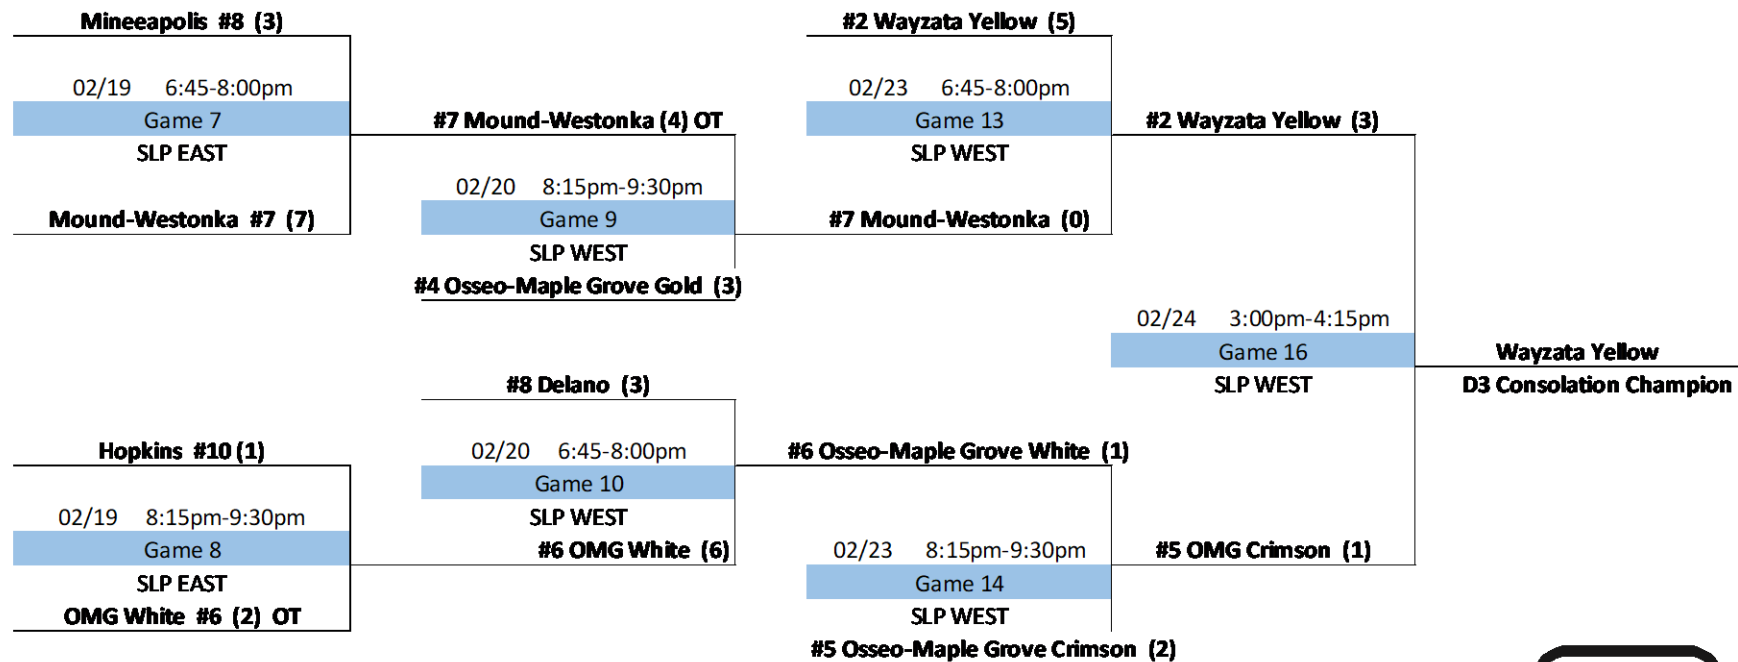 Mineeapolis #8 (3)
02/19 6:45-8:00pm
Game 7
SLP EAST
Mound-Westonka #7 (7)
Hopkins #10 (1)
02/19 8:15pm-9:30pm
Game 8
SLP EAST
OMG White #6 (2) OT
#7 Mound-Westonka (4) OT
02/20 8:15pm-9:30pm
Game 9
SLP WEST
#4 Osseo-Maple Grove Gold (3)
#8 Delano (3)
02/20 6:45-8:00pm
Game 10
SLP WEST
#6 OMG White (6)
#2 Wayzata Yellow (5)
02/23 6:45-8:00pm
Game 13
SLP WEST
#7 Mound-Westonka (0)
#6 Osseo-Maple Grove White (1)
02/23 8:15pm-9:30pm
Game 14
SLP WEST
#5 Osseo-Maple Grove Crimson (2)
#2 Wayzata Yellow (3)
02/24 3:00pm-4:15pm
Game 16
SLP WEST
#5 OMG Crimson (1)
Wayzata Yellow
D3 Consolation Champion